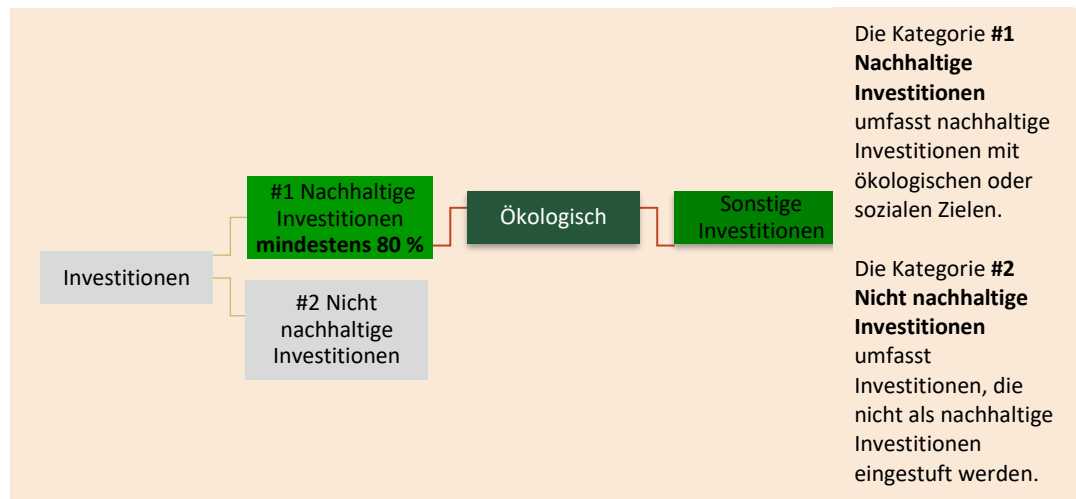 Investitionen
#1 Nachhaltige
Investitionen
mindestens 80 %
#2 Nicht
nachhaltige
Investitionen
Ökologisch
Sonstige
Investitionen
Die Kategorie #1
Nachhaltige
Investitionen
umfasst nachhaltige
Investitionen mit
ökologischen oder
sozialen Zielen.
Die Kategorie #2
Nicht nachhaltige
Investitionen
umfasst
Investitionen, die
nicht als nachhaltige
Investitionen
eingestuft werden.